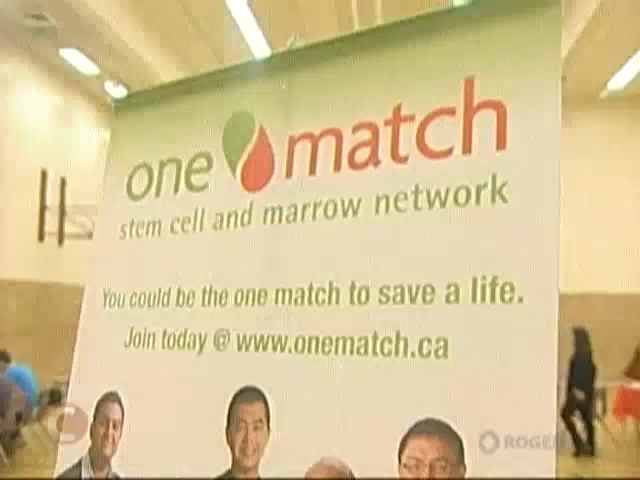 one match
stem cell and marrow network
You could be the one match to save a life.
Join today @ www.onematch.ca